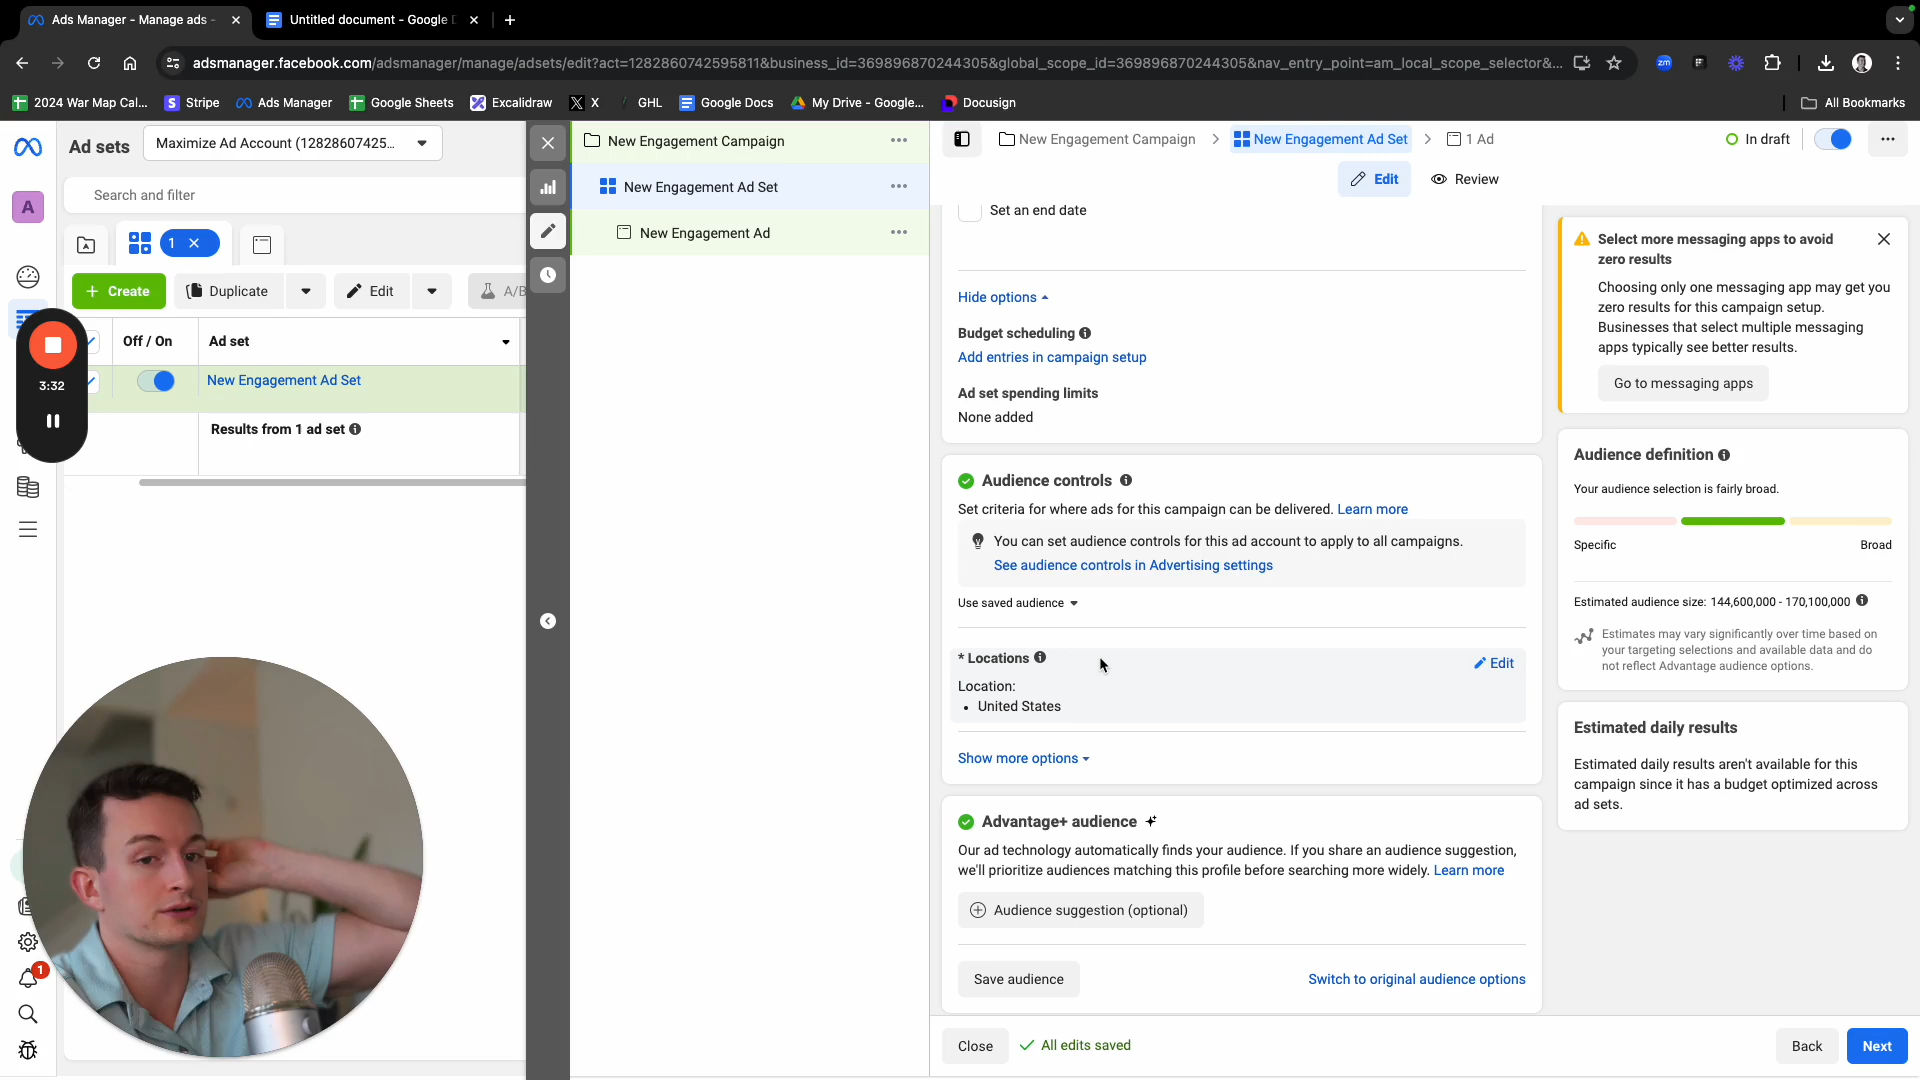 Ads Manager - Manage ads -
Untitled document - Google D
adsmanager.facebook.com/adsmanager/manage/adsets/edit?act=1282860742595811&business_id=369896870244305&global_scope_id=369896870244305&nav_entry_point=am_local_scope_selector&...
2024 War Map Cal...
Stripe
Ads Manager
Google Sheets
Excalidraw
X
GHL
Google Docs
My Drive - Google...
Docusign
All Bookmarks
Ad sets
Maximize Ad Account (12828607425...
Search and filter
A
1
Create
Duplicate
Edit
A/B
Off / On
Ad set
New Engagement Ad Set
Results from 1 ad set
3:32
1
New Engagement Campaign
New Engagement Ad Set
New Engagement Ad
New Engagement Campaign
New Engagement Ad Set
1 Ad
In draft
Edit
Review
Set an end date
Hide options
Budget scheduling
Add entries in campaign setup
Ad set spending limits
None added
Audience controls
Set criteria for where ads for this campaign can be delivered. Learn more
You can set audience controls for this ad account to apply to all campaigns.
See audience controls in Advertising settings
Use saved audience
* Locations
Edit
Location:
• United States
Show more options
Advantage+ audience
Our ad technology automatically finds your audience. If you share an audience suggestion,
we'll prioritize audiences matching this profile before searching more widely. Learn more
Audience suggestion (optional)
Save audience
Switch to original audience options
Close
All edits saved
Back
Next
Select more messaging apps to avoid
zero results
Choosing only one messaging app may get you
zero results for this campaign setup.
Businesses that select multiple messaging
apps typically see better results.
Go to messaging apps
Audience definition
Your audience selection is fairly broad.
Specific
Broad
Estimated audience size: 144,600,000 - 170,100,000
Estimates may vary significantly over time based on
your targeting selections and available data and do
not reflect Advantage audience options.
Estimated daily results
Estimated daily results aren't available for this
campaign since it has a budget optimized across
ad sets.